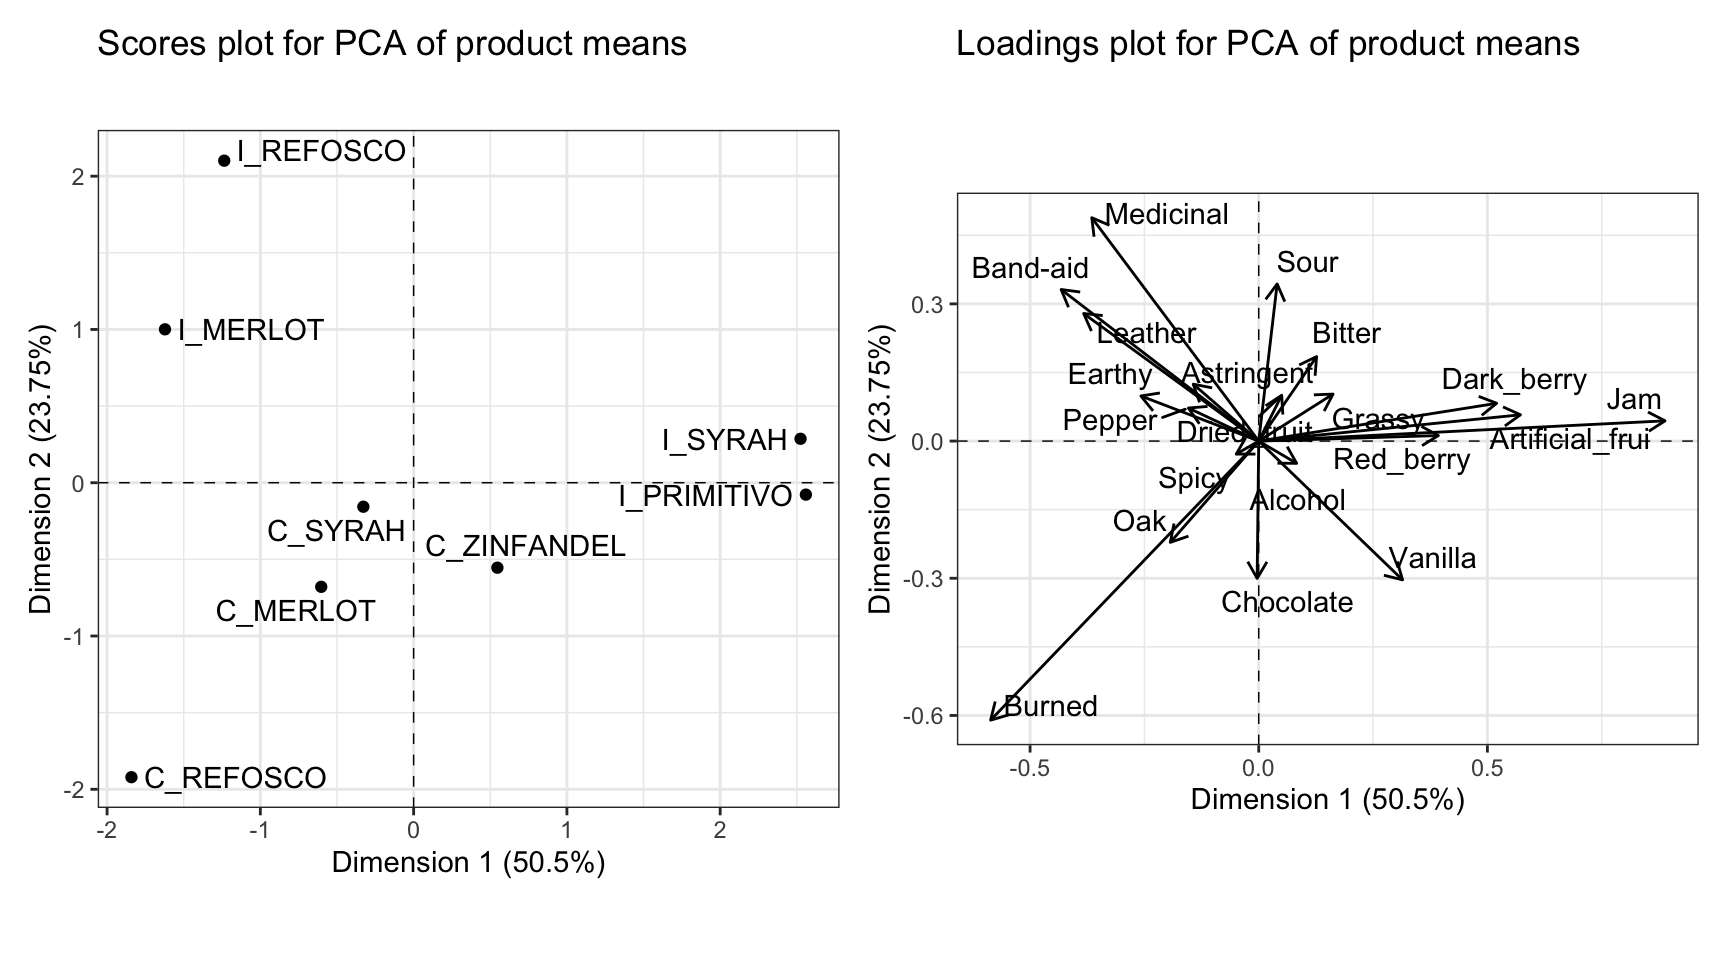 Scores plot for PCA of product means
I_REFOSCO
I_MERLOT
I_SYRAH
I_PRIMITIVO
C_SYRAH
C_ZINFANDEL
C_MERLOT
C_REFOSCO
2
1
0
-1
-2
-2
-1
0
1
2
Dimension 2 (23.75%)
Dimension 1 (50.5%)
Loadings plot for PCA of product means
Medicinal
Sour
Band-aid
Leather
Bitter
Astringent
Earthy
Dark_berry
Jam
Pepper
Grassy
Dried_fruit
Artificial_frui
Red_berry
Spicy
Alcohol
Oak
Vanilla
Chocolate
Burned
0.3
0.0
-0.3
-0.6
-0.5
0.0
0.5
Dimension 2 (23.75%)
Dimension 1 (50.5%)